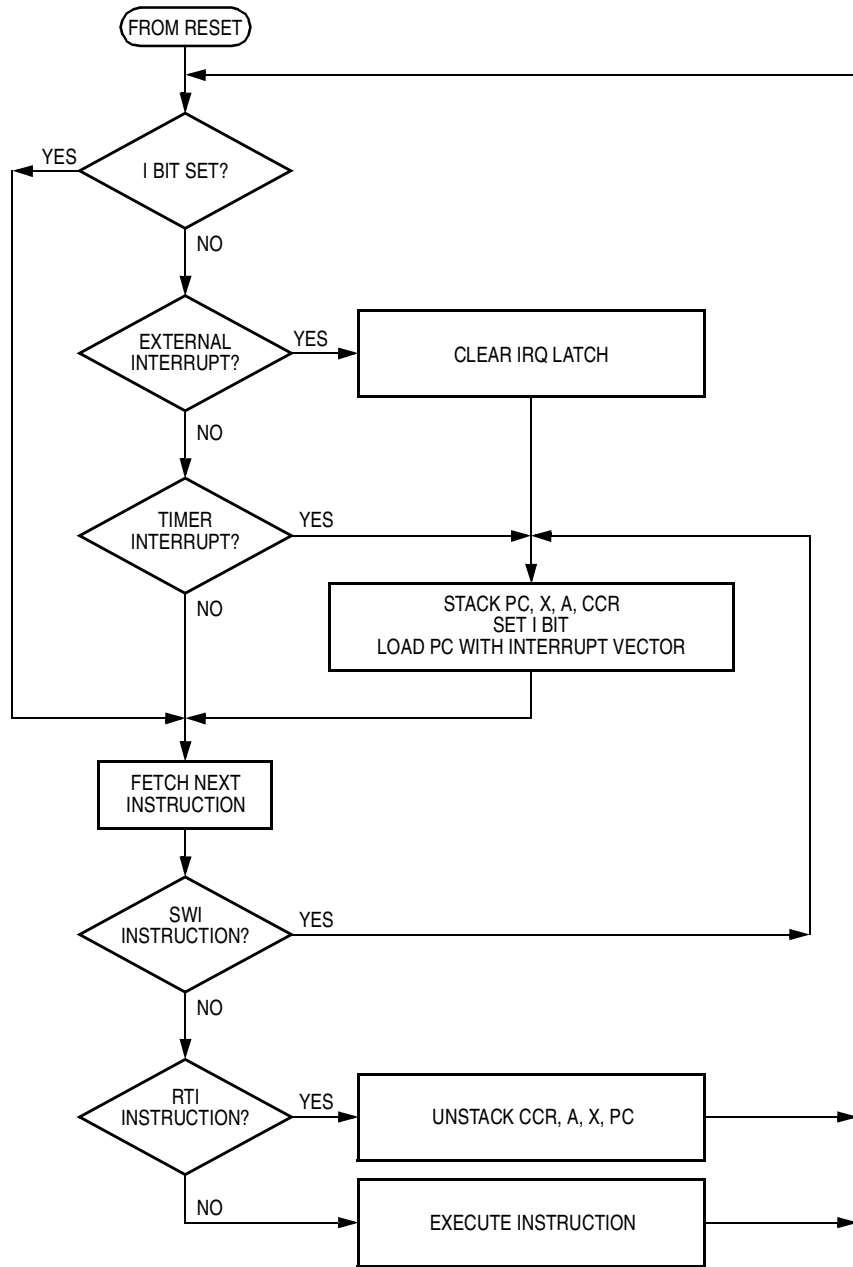 FROM RESET
YES
I BIT SET?
NO
EXTERNAL
INTERRUPT?
YES
CLEAR IRQ LATCH
NO
TIMER
INTERRUPT?
YES
NO
STACK PC, X, A, CCR
SET I BIT
LOAD PC WITH INTERRUPT VECTOR
FETCH NEXT
INSTRUCTION
SWI
INSTRUCTION?
YES
NO
RTI
INSTRUCTION?
YES
UNSTACK CCR, A, X, PC
NO
EXECUTE INSTRUCTION